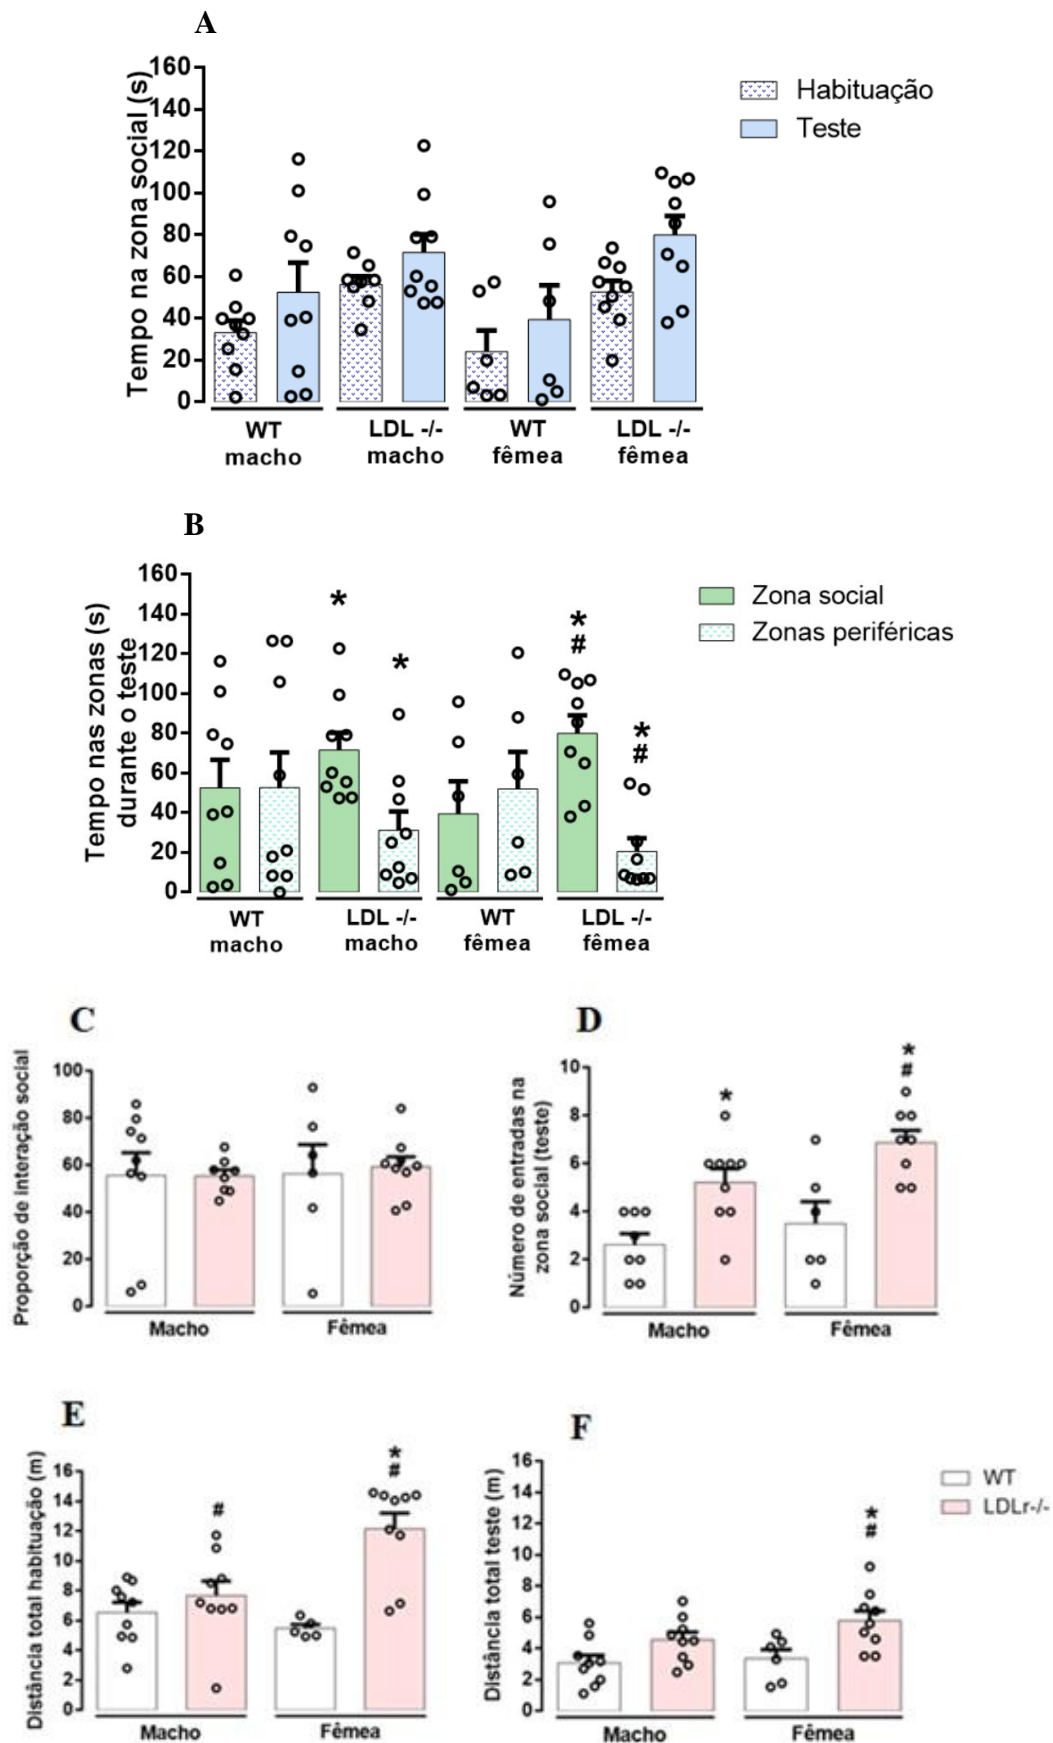 A
Tempo na zona social (s)
160
140
120
100
80
60
40
20
0
Habituação
Teste
WT
macho
LDL -/-
macho
WT
fêmea
LDL -/-
fêmea
B
Tempo nas zonas (s)
durante o teste
160
140
120
100
80
60
40
20
0
*
*
*
#
*
#
Zona social
Zonas periféricas
WT
macho
LDL -/-
macho
WT
fêmea
LDL -/-
fêmea
C
Proporção de interação social
100
80
60
40
20
0
Macho
Fêmea
D
Número de entradas na
zona social (teste)
10
8
6
4
2
0
*
*
#
Macho
Fêmea
E
Distância total habituação (m)
16
14
12
10
8
6
4
2
0
#
*
#
Macho
Fêmea
F
Distância total teste (m)
16
14
12
10
8
6
4
2
0
*
#
Macho
Fêmea
WT
LDLr-/-